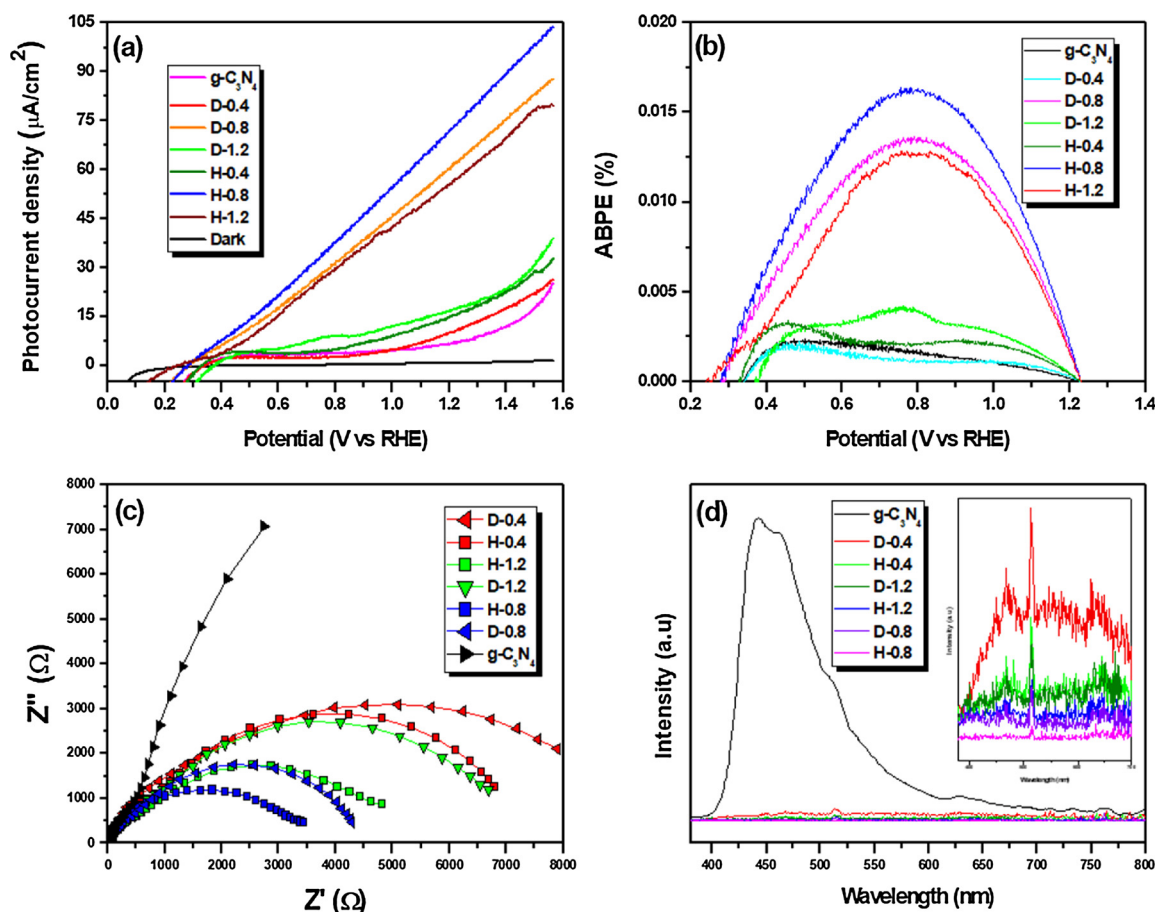 (a)
Photocurrent density (μA/cm²)
105
90
75
60
45
30
15
0
g-C₃N₄
D-0.4
D-0.8
D-1.2
H-0.4
H-0.8
H-1.2
Dark
0.0 0.2 0.4 0.6 0.8 1.0 1.2 1.4 1.6
Potential (V vs RHE)
(b)
ABPE (%)
0.020
0.015
0.010
0.005
0.000
g-C₃N₄
D-0.4
D-0.8
D-1.2
H-0.4
H-0.8
H-1.2
0.2 0.4 0.6 0.8 1.0 1.2 1.4
Potential (V vs RHE)
(c)
Z'' (Ω)
8000
7000
6000
5000
4000
3000
2000
1000
0
D-0.4
H-0.4
H-1.2
D-1.2
H-0.8
D-0.8
g-C₃N₄
0 1000 2000 3000 4000 5000 6000 7000 8000
Z' (Ω)
(d)
Intensity (a.u)
g-C₃N₄
D-0.4
H-0.4
D-1.2
H-1.2
D-0.8
H-0.8
Intensity (a.u)
Wavelength (nm)
400 450 500 550 600 650 700 750 800
Wavelength (nm)